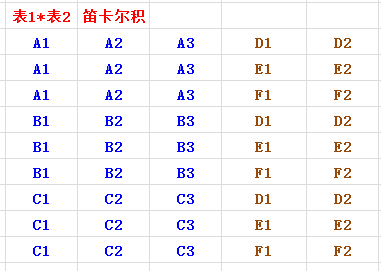 表1*表2 笛卡尔积
A1 A2 A3 D1 D2
A1 A2 A3 E1 E2
A1 A2 A3 F1 F2
B1 B2 B3 D1 D2
B1 B2 B3 E1 E2
B1 B2 B3 F1 F2
C1 C2 C3 D1 D2
C1 C2 C3 E1 E2
C1 C2 C3 F1 F2